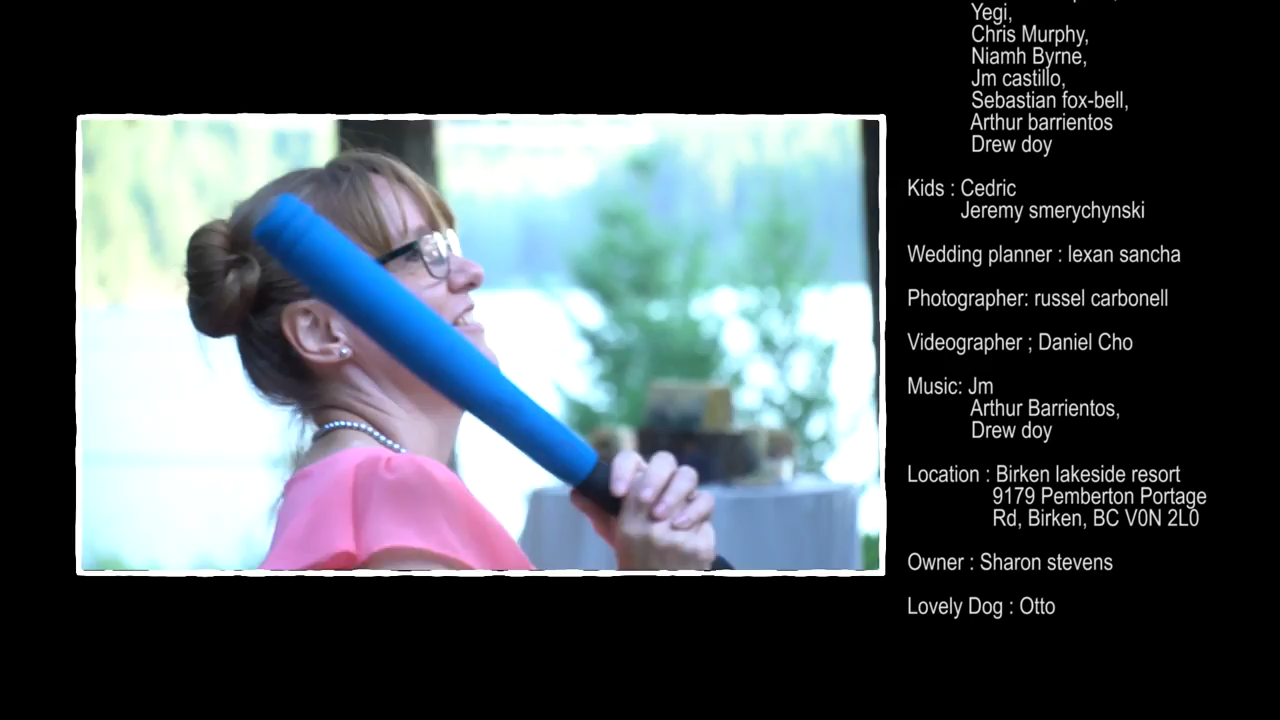 Yegi,
Chris Murphy,
Niamh Byrne,
Jm castillo,
Sebastian fox-bell,
Arthur barrientos
Drew doy
Kids : Cedric
Jeremy smerychynski
Wedding planner : lexan sancha
Photographer: russel carbonell
Videographer ; Daniel Cho
Music: Jm
Arthur Barrientos,
Drew doy
Location : Birken lakeside resort
9179 Pemberton Portage
Rd, Birken, BC V0N 2L0
Owner : Sharon stevens
Lovely Dog : Otto